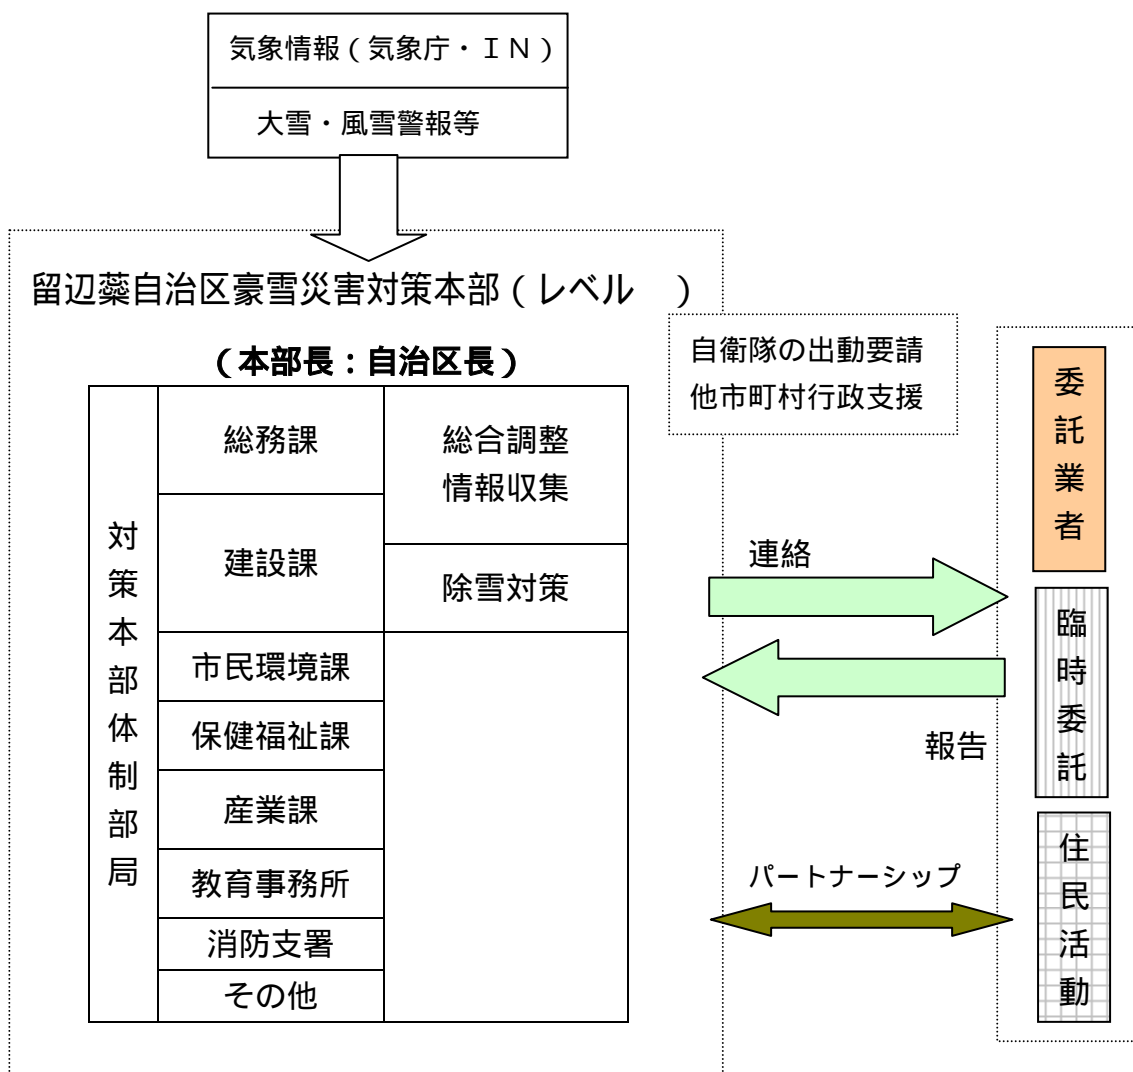 気象情報（気象庁・ＩＮ）
大雪・風雪警報等
留辺蘂自治区豪雪災害対策本部（レベル　）
（本部長：自治区長）
自衛隊の出動要請
他市町村行政支援
対策本部体制部局
総務課
総合調整
情報収集
建設課
除雪対策
市民環境課
保健福祉課
産業課
教育事務所
消防支署
その他
連絡
報告
パートナーシップ
委託業者
臨時委託
住民活動